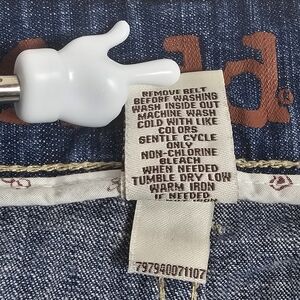 REMOVE BELT
BEFORE WASHING
WASH INSIDE OUT
MACHINE WASH
COLD WITH LIKE
COLORS
GENTLE CYCLE
ONLY
NON-CHLORINE
BLEACH
WHEN NEEDED
TUMBLE DRY LOW
WARM IRON
IF NEEDED
797940071107